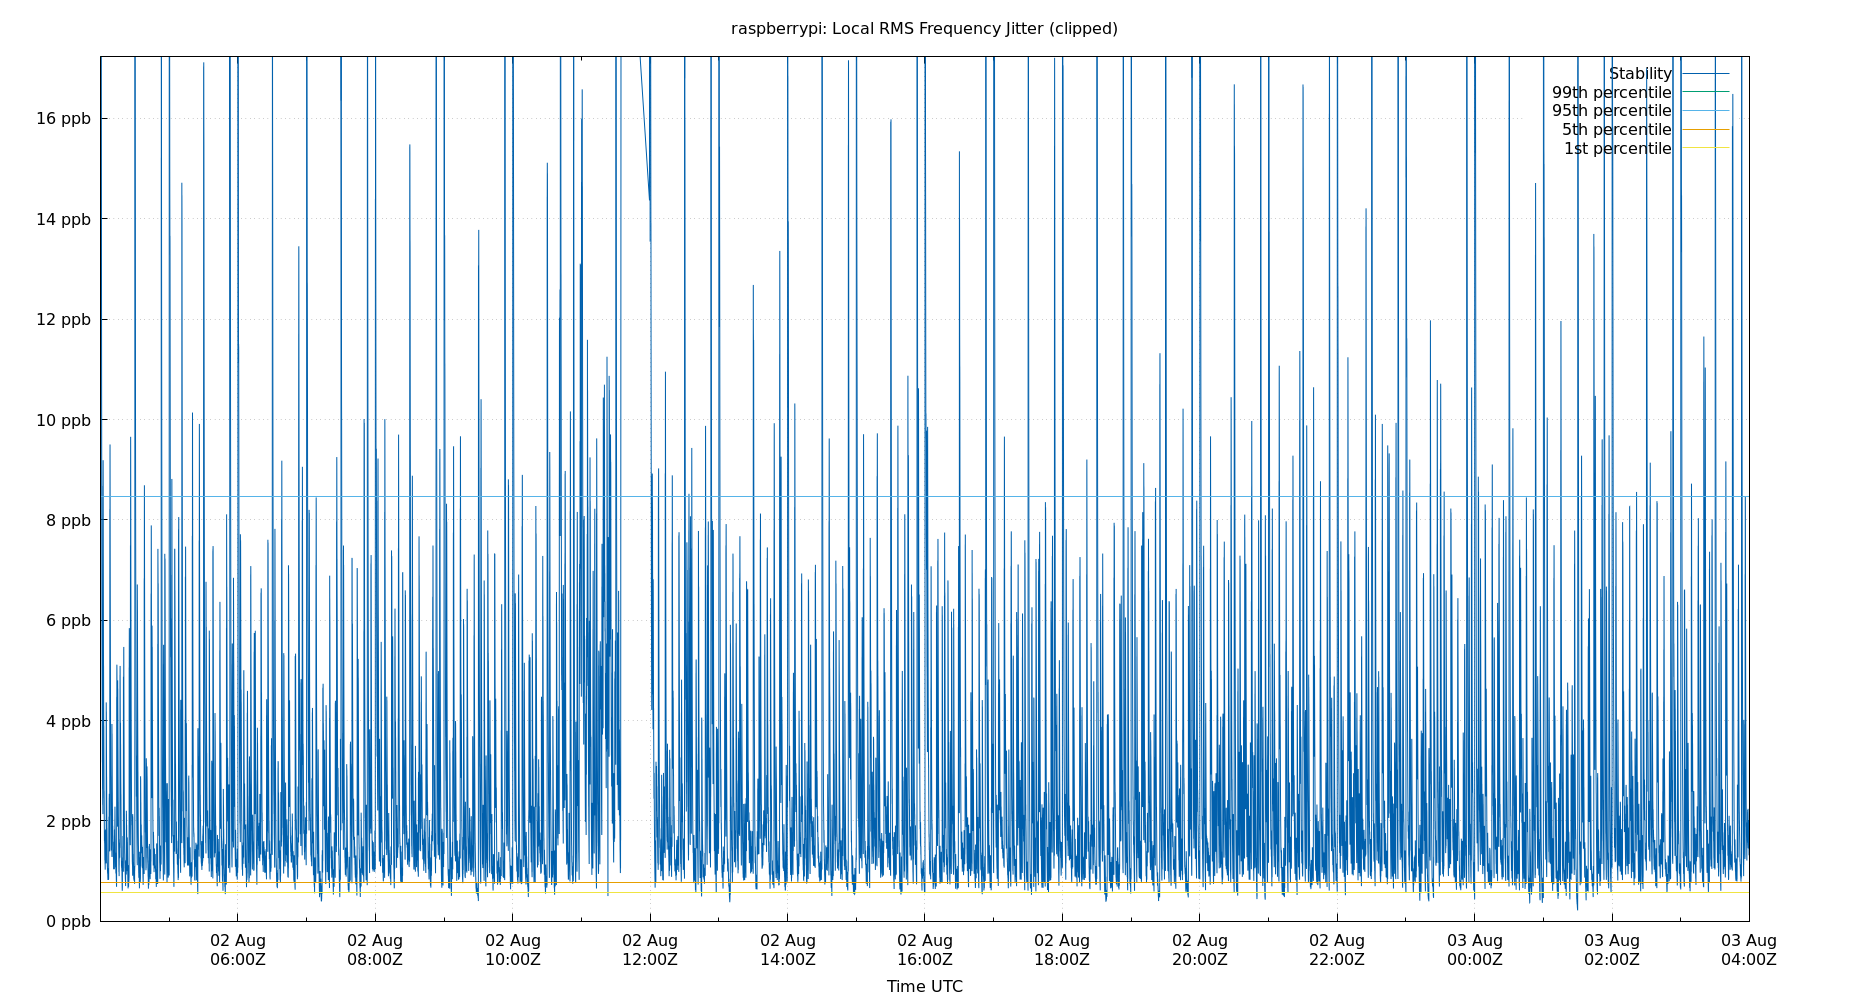 raspberrypi: Local RMS Frequency Jitter (clipped)
Stability
99th percentile
95th percentile
5th percentile
1st percentile
16 ppb
14 ppb
12 ppb
10 ppb
8 ppb
6 ppb
4 ppb
2 ppb
0 ppb
02 Aug 02 Aug 02 Aug 02 Aug 02 Aug 02 Aug 02 Aug 02 Aug 02 Aug 03 Aug 03 Aug 03 Aug
06:00Z 08:00Z 10:00Z 12:00Z 14:00Z 16:00Z 18:00Z 20:00Z 22:00Z 00:00Z 02:00Z 04:00Z
Time UTC